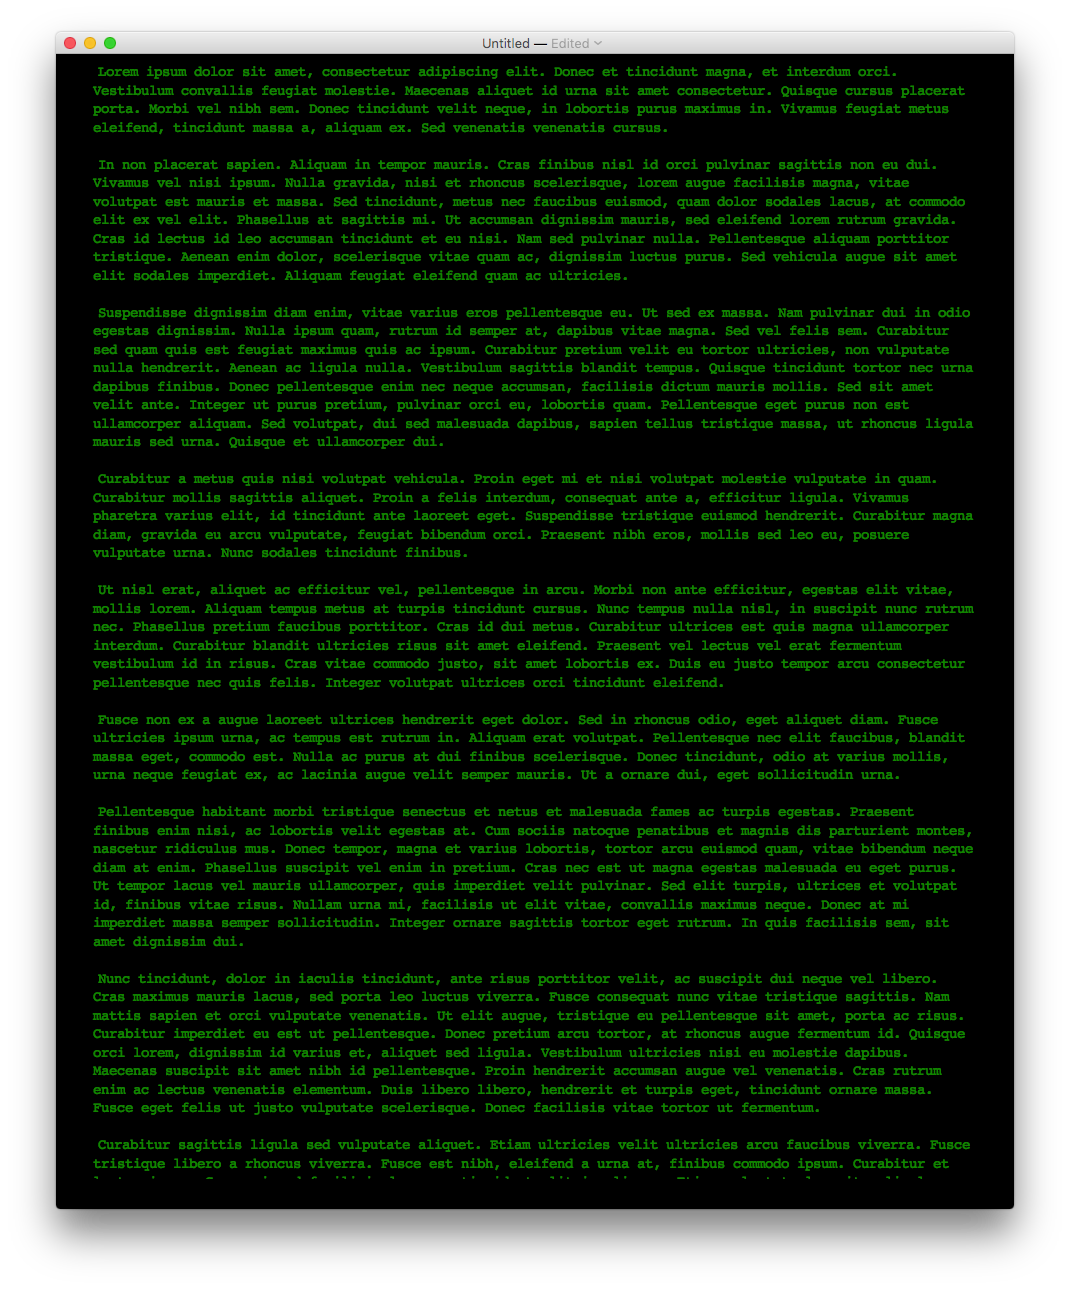 Untitled — Edited
Lorem ipsum dolor sit amet, consectetur adipiscing elit. Donec et tincidunt magna, et interdum orci.
Vestibulum convallis feugiat molestie. Maecenas aliquet id urna sit amet consectetur. Quisque cursus placerat
porta. Morbi vel nibh sem. Donec tincidunt velit neque, in lobortis purus maximus in. Vivamus feugiat metus
eleifend, tincidunt massa a, aliquam ex. Sed venenatis venenatis cursus.
In non placerat sapien. Aliquam in tempor mauris. Cras finibus nisl id orci pulvinar sagittis non eu dui.
Vivamus vel nisi ipsum. Nulla gravida, nisi et rhoncus scelerisque, lorem augue facilisis magna, vitae
volutpat est mauris et massa. Sed tincidunt, metus nec faucibus euismod, quam dolor sodales lacus, at commodo
elit ex vel elit. Phasellus at sagittis mi. Ut accumsan dignissim mauris, sed eleifend lorem rutrum gravida.
Cras id lectus id leo accumsan tincidunt et eu nisi. Nam sed pulvinar nulla. Pellentesque aliquam porttitor
tristique. Aenean enim dolor, scelerisque vitae quam ac, dignissim luctus purus. Sed vehicula augue sit amet
elit sodales imperdiet. Aliquam feugiat eleifend quam ac ultricies.
Suspendisse dignissim diam enim, vitae varius eros pellentesque eu. Ut sed ex massa. Nam pulvinar dui in odio
egestas dignissim. Nulla ipsum quam, rutrum id semper at, dapibus vitae magna. Sed vel felis sem. Curabitur
sed quam quis est feugiat maximus quis ac ipsum. Curabitur pretium velit eu tortor ultricies, non vulputate
nulla hendrerit. Aenean ac ligula nulla. Vestibulum sagittis blandit tempus. Quisque tincidunt tortor nec urna
dapibus finibus. Donec pellentesque enim nec neque accumsan, facilisis dictum mauris mollis. Sed sit amet
velit ante. Integer ut purus pretium, pulvinar orci eu, lobortis quam. Pellentesque eget purus non est
ullamcorper aliquam. Sed volutpat, dui sed malesuada dapibus, sapien tellus tristique massa, ut rhoncus ligula
mauris sed urna. Quisque et ullamcorper dui.
Curabitur a metus quis nisi volutpat vehicula. Proin eget mi et nisi volutpat molestie vulputate in quam.
Curabitur mollis sagittis aliquet. Proin a felis interdum, consequat ante a, efficitur ligula. Vivamus
pharetra varius elit, id tincidunt ante laoreet eget. Suspendisse tristique euismod hendrerit. Curabitur magna
diam, gravida eu arcu vulputate, feugiat bibendum orci. Praesent nibh eros, mollis sed leo eu, posuere
vulputate urna. Nunc sodales tincidunt finibus.
Ut nisl erat, aliquet ac efficitur vel, pellentesque in arcu. Morbi non ante efficitur, egestas elit vitae,
mollis lorem. Aliquam tempus metus at turpis tincidunt cursus. Nunc tempus nulla nisl, in suscipit nunc rutrum
nec. Phasellus pretium faucibus porttitor. Cras id dui metus. Curabitur ultrices est quis magna ullamcorper
interdum. Curabitur blandit ultricies risus sit amet eleifend. Praesent vel lectus vel erat fermentum
vestibulum id in risus. Cras vitae commodo justo, sit amet lobortis ex. Duis eu justo tempor arcu consectetur
pellentesque nec quis felis. Integer volutpat ultrices orci tincidunt eleifend.
Fusce non ex a augue laoreet ultrices hendrerit eget dolor. Sed in rhoncus odio, eget aliquet diam. Fusce
ultricies ipsum urna, ac tempus est rutrum in. Aliquam erat volutpat. Pellentesque nec elit faucibus, blandit
massa eget, commodo est. Nulla ac purus at dui finibus scelerisque. Donec tincidunt, odio at varius mollis,
urna neque feugiat ex, ac lacinia augue velit semper mauris. Ut a ornare dui, eget sollicitudin urna.
Pellentesque habitant morbi tristique senectus et netus et malesuada fames ac turpis egestas. Praesent
finibus enim nisi, ac lobortis velit egestas at. Cum sociis natoque penatibus et magnis dis parturient montes,
nascetur ridiculus mus. Donec tempor, magna et varius lobortis, tortor arcu euismod quam, vitae bibendum neque
diam at enim. Phasellus suscipit vel enim in pretium. Cras nec est ut magna egestas malesuada eu eget purus.
Ut tempor lacus vel mauris ullamcorper, quis imperdiet velit pulvinar. Sed elit turpis, ultrices et volutpat
id, finibus vitae risus. Nullam urna mi, facilisis ut elit vitae, convallis maximus neque. Donec at mi
imperdiet massa semper sollicitudin. Integer ornare sagittis tortor eget rutrum. In quis facilisis sem, sit
amet dignissim dui.
Nunc tincidunt, dolor in iaculis tincidunt, ante risus porttitor velit, ac suscipit dui neque vel libero.
Cras maximus mauris lacus, sed porta leo luctus viverra. Fusce consequat nunc vitae tristique sagittis. Nam
mattis sapien et orci vulputate venenatis. Ut elit augue, tristique eu pellentesque sit amet, porta ac risus.
Curabitur imperdiet eu est ut pellentesque. Donec pretium arcu tortor, at rhoncus augue fermentum id. Quisque
orci lorem, dignissim id varius et, aliquet sed ligula. Vestibulum ultricies nisi eu molestie dapibus.
Maecenas suscipit sit amet nibh id pellentesque. Proin hendrerit accumsan augue vel venenatis. Cras rutrum
enim ac lectus venenatis elementum. Duis libero libero, hendrerit et turpis eget, tincidunt ornare massa.
Fusce eget felis ut justo vulputate scelerisque. Donec facilisis vitae tortor ut fermentum.
Curabitur sagittis ligula sed vulputate aliquet. Etiam ultricies velit ultricies arcu faucibus viverra. Fusce
tristique libero a rhoncus viverra. Fusce est nibh, eleifend a urna at, finibus commodo ipsum. Curabitur et